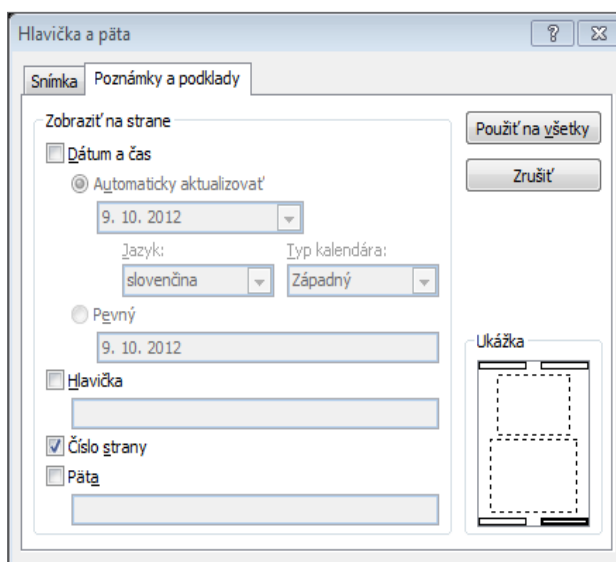 Hlavička a päta
Snímka Poznámky a podklady
Zobraziť na strane
Dátum a čas
Automaticky aktualizovať
9. 10. 2012
Jazyk: Typ kalendára:
slovenčina Západný
Pevný
9. 10. 2012
Hlavička
Číslo strany
Päta
Použiť na všetky
Zrušiť
Ukážka